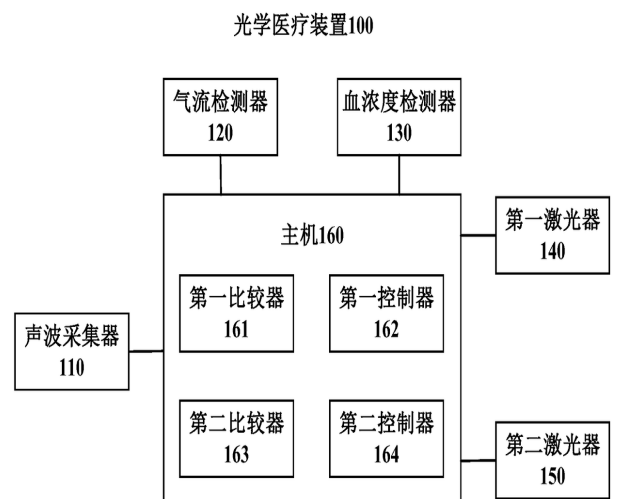 光学医疗装置100
气流检测器
120
血浓度检测器
130
主机160
第一激光器
140
第一比较器
161
第一控制器
162
声波采集器
110
第二比较器
163
第二控制器
164
第二激光器
150